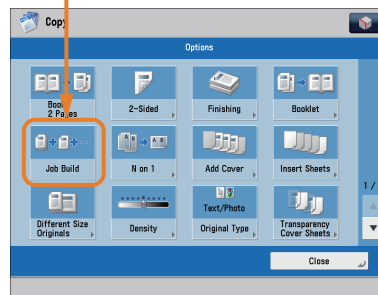 Copy
Options
Book
2 Pages
2-Sided
Finishing
Booklet
Job Build
N on 1
Add Cover
Insert Sheets
Different Size
Originals
Density
Text/Photo
Original Type
Transparency
Cover Sheets
1/
Close